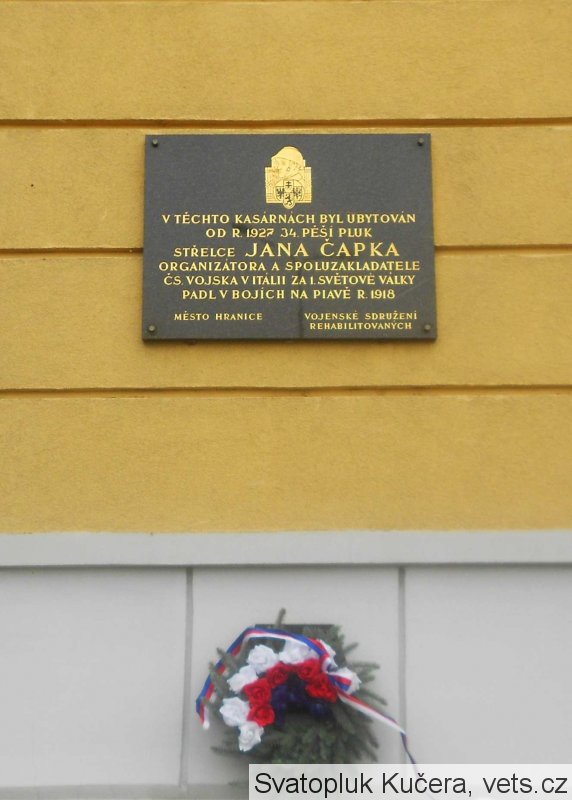 V TĚCHTO KASÁRNÁCH BYL UBYTOVÁN
OD R. 1927 34. PĚŠÍ PLUK
STŘELCE JANA ČAPKA
ORGANIZÁTORA A SPOLUZAKLADATELE
ČS. VOJSKA V ITÁLII ZA 1. SVĚTOVÉ VÁLKY
PADL V BOJÍCH NA PIAVĚ R. 1918
MĚSTO HRANICE
VOJENSKÉ SDRUŽENÍ
REHABILITOVANÝCH
Svatopluk Kučera, vets.cz